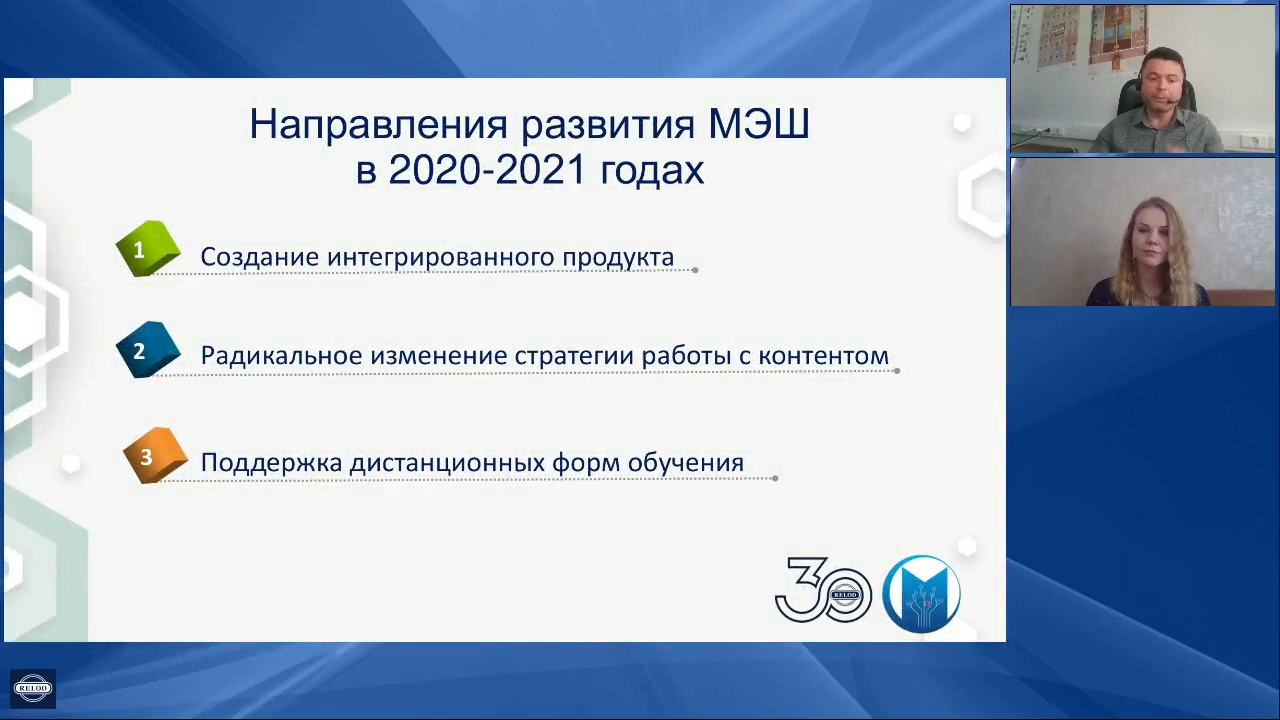 Направления развития МЭШ
в 2020-2021 годах
1
Создание интегрированного продукта
2
Радикальное изменение стратегии работы с контентом
3
Поддержка дистанционных форм обучения
30
RELOD
RELOD